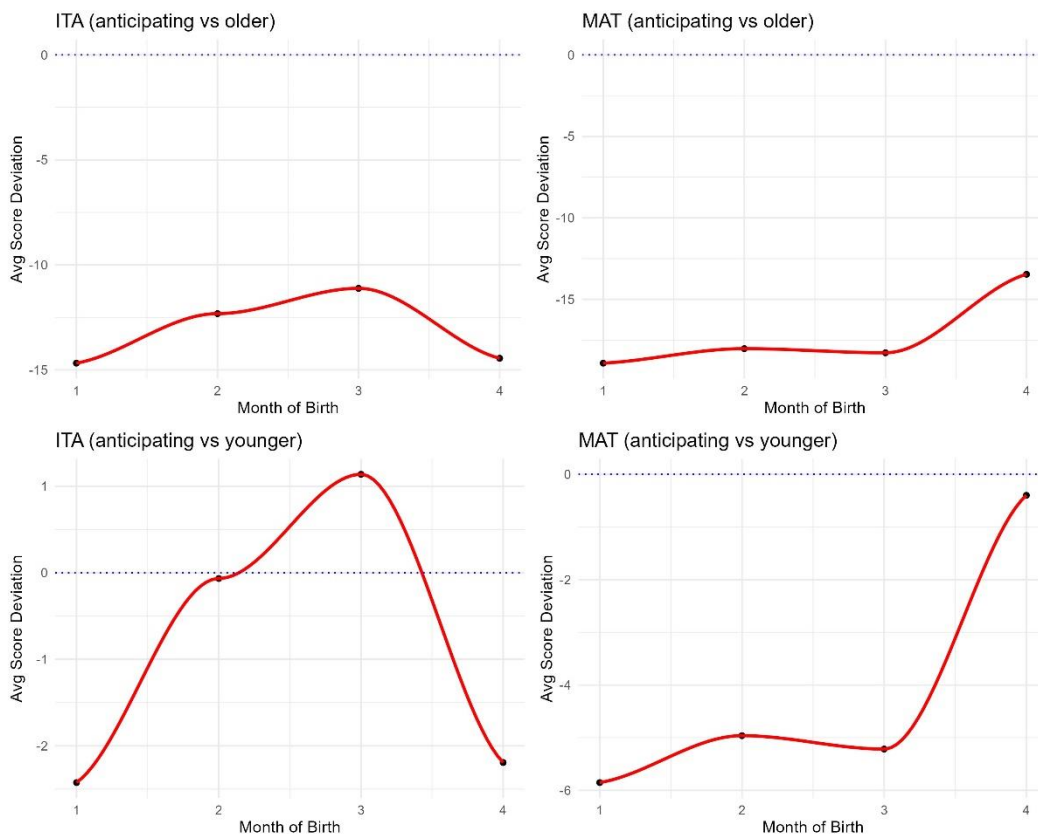 ITA (anticipating vs older)
0
-5
-10
-15
Avg Score Deviation
1 2 3 4
Month of Birth
MAT (anticipating vs older)
0
-5
-10
-15
Avg Score Deviation
1 2 3 4
Month of Birth
ITA (anticipating vs younger)
1
0
-1
-2
Avg Score Deviation
1 2 3 4
Month of Birth
MAT (anticipating vs younger)
0
-2
-4
-6
Avg Score Deviation
1 2 3 4
Month of Birth